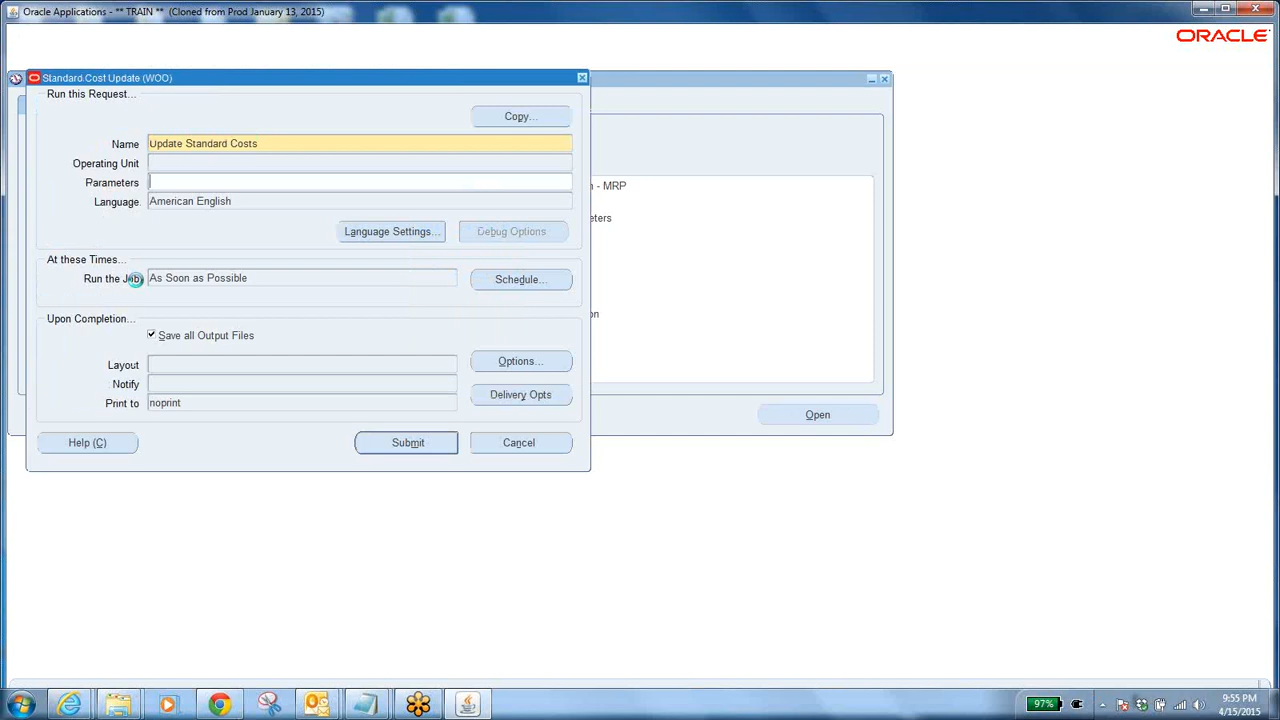 Oracle Applications - ** TRAIN ** (Cloned from Prod January 13, 2015)
ORACLE
Standard Cost Update (WOO)
Run this Request...
Copy...
Name Update Standard Costs
Operating Unit
Parameters
Language American English
Language Settings...
Debug Options
At these Times...
Run the Job As Soon as Possible
Schedule...
Upon Completion...
Save all Output Files
Layout
Options...
Notify
Delivery Opts
Print to noprint
Help (C)
Submit
Cancel
n - MRP
eters
on
Open
97%
9:55 PM
4/15/2015